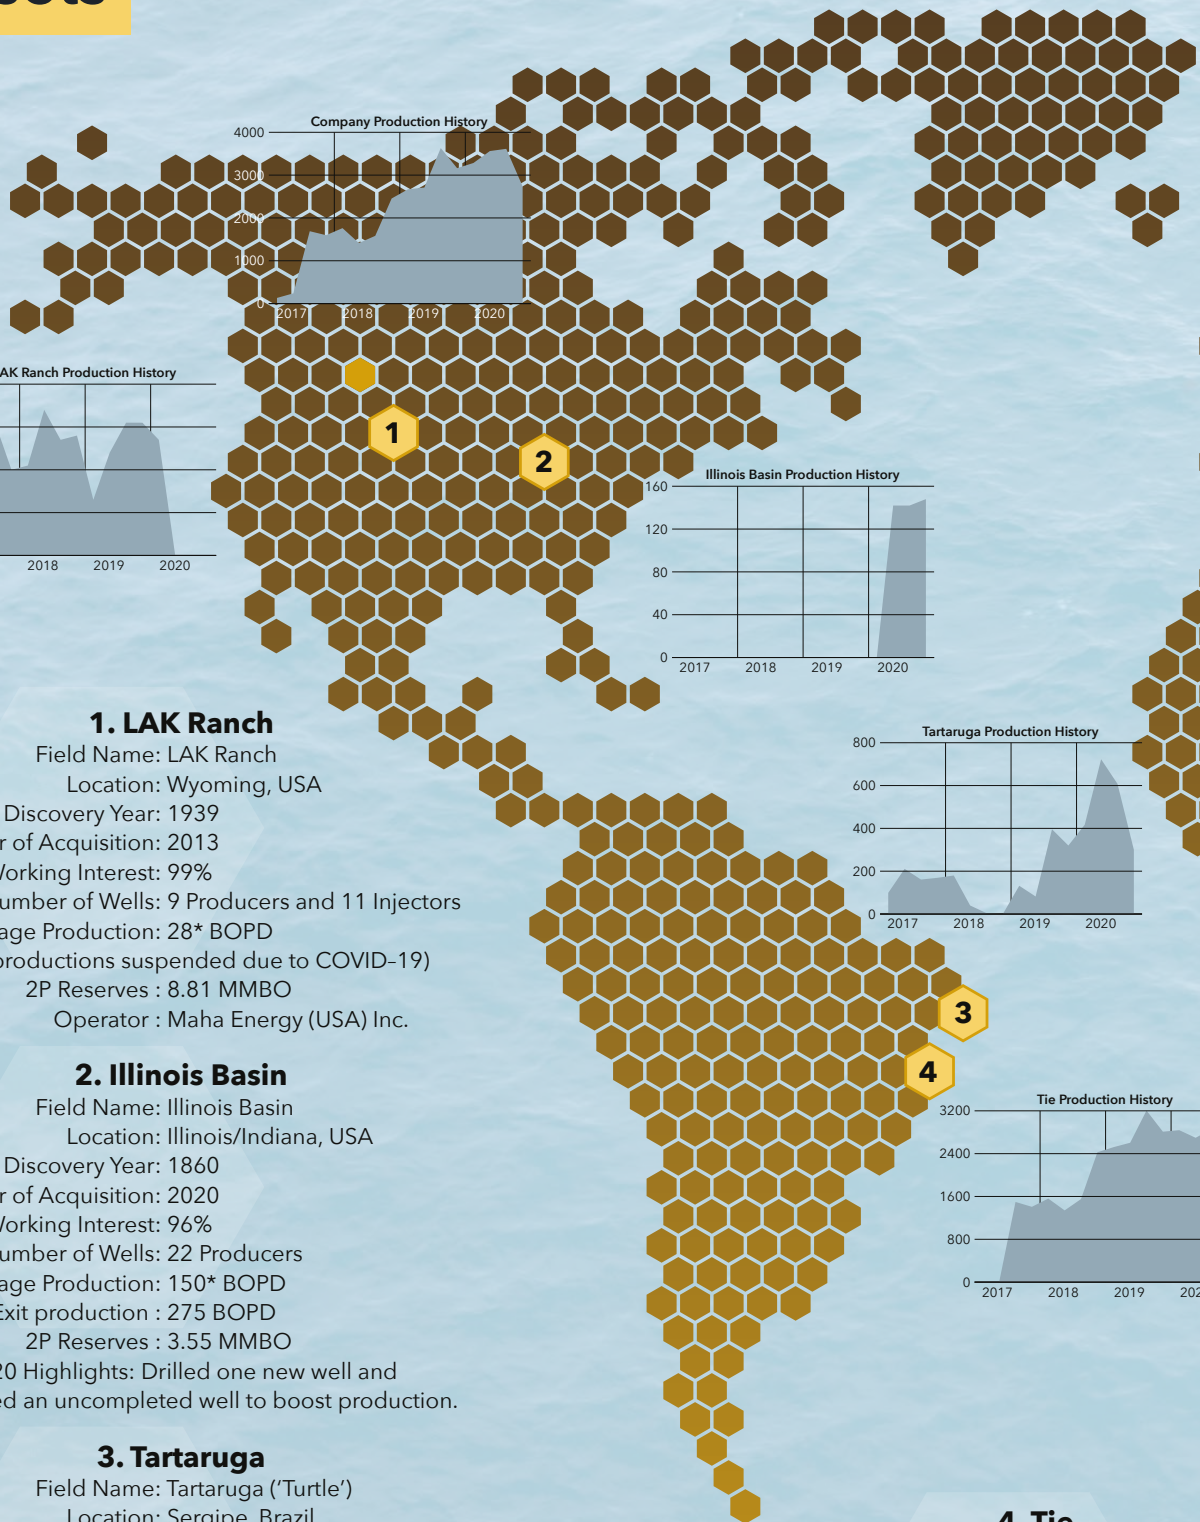 Company Production History
4000
3000
2000
1000
0
2017 2018 2019 2020
AK Ranch Production History
2018 2019 2020
1
2
Illinois Basin Production History
160
120
80
40
0
2017 2018 2019 2020
1. LAK Ranch
Field Name: LAK Ranch
Location: Wyoming, USA
Discovery Year: 1939
r of Acquisition: 2013
Working Interest: 99%
umber of Wells: 9 Producers and 11 Injectors
age Production: 28* BOPD
productions suspended due to COVID–19)
2P Reserves : 8.81 MMBO
Operator : Maha Energy (USA) Inc.
Tartaruga Production History
800
600
400
200
0
2017 2018 2019 2020
3
4
2. Illinois Basin
Field Name: Illinois Basin
Location: Illinois/Indiana, USA
Discovery Year: 1860
r of Acquisition: 2020
Working Interest: 96%
umber of Wells: 22 Producers
age Production: 150* BOPD
Exit production : 275 BOPD
2P Reserves : 3.55 MMBO
20 Highlights: Drilled one new well and
ed an uncompleted well to boost production.
Tie Production History
3200
2400
1600
800
0
2017 2018 2019 202
3. Tartaruga
Field Name: Tartaruga (‘Turtle’)
Location: Sergipe, Brazil
4. Tie